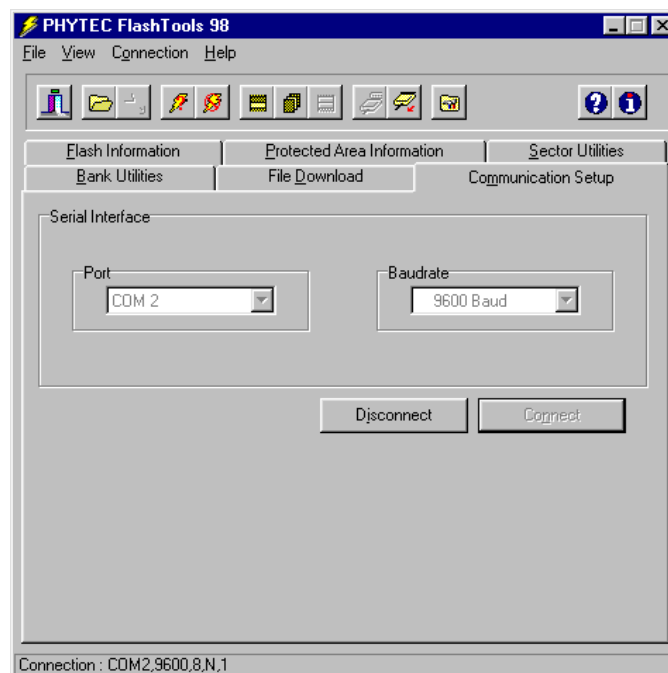 PHYTEC FlashTools 98
File View Connection Help
Flash Information Protected Area Information Sector Utilities
Bank Utilities File Download Communication Setup
Serial Interface
Port Baudrate
COM 2 9600 Baud
Disconnect Connect
Connection : COM2,9600,8,N,1